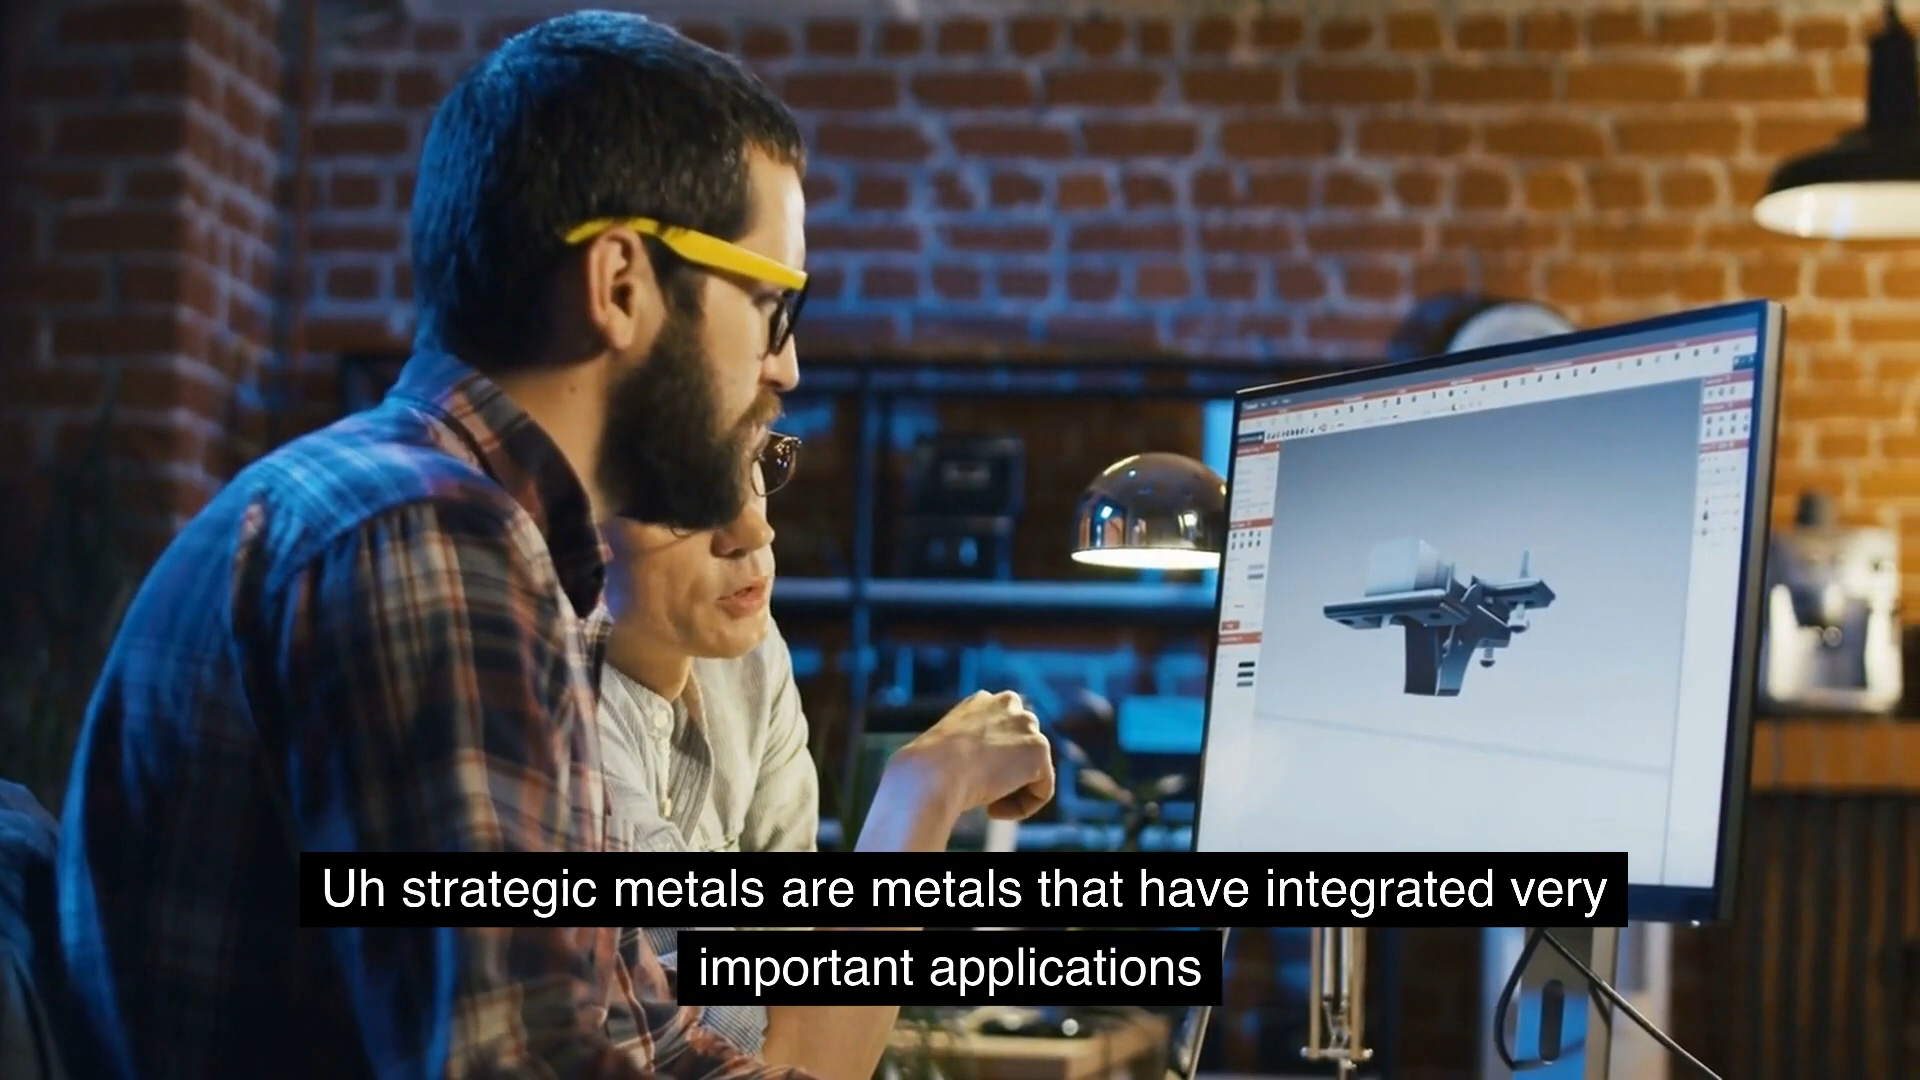 Uh strategic metals are metals that have integrated very
important applications